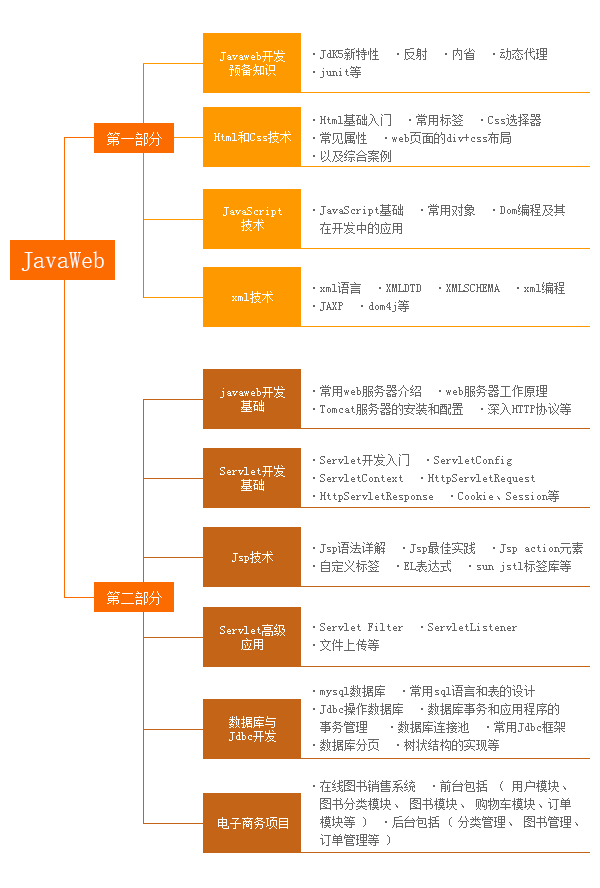 Javaweb开发
预备知识
·JdK5新特性 ·反射 ·内省 ·动态代理
·junit等
第一部分
Html和Css技术
·Html基础入门 ·常用标签 ·Css选择器
·常见属性 ·web页面的div+css布局
·以及综合案例
JavaScript
技术
·JavaScript基础 ·常用对象 ·Dom编程及其
在开发中的应用
JavaWeb
xml技术
·xml语言 ·XMLDTD ·XMLSCHEMA ·xml编程
·JAXP ·dom4j等
javaweb开发
基础
·常用web服务器介绍 ·web服务器工作原理
·Tomcat服务器的安装和配置 ·深入HTTP协议等
Servlet开发
基础
·Servlet开发入门 ·ServletConfig
·ServletContext ·HttpServletRequest
·HttpServletResponse ·Cookie、Session等
Jsp技术
·Jsp语法详解 ·Jsp最佳实践 ·Jsp action元素
·自定义标签 ·EL表达式 ·sun jstl标签库等
第二部分
Servlet高级
应用
·Servlet Filter ·ServletListener
·文件上传等
数据库与
Jdbc开发
·mysql数据库 ·常用sql语言和表的设计
·Jdbc操作数据库 ·数据库事务和应用程序的
事务管理 ·数据库连接池 ·常用Jdbc框架
·数据库分页 ·树状结构的实现等
电子商务项目
·在线图书销售系统 ·前台包括 （ 用户模块、
图书分类模块、 图书模块、 购物车模块、订单
模块等 ） ·后台包括（ 分类管理、 图书管理、
订单管理等 ）